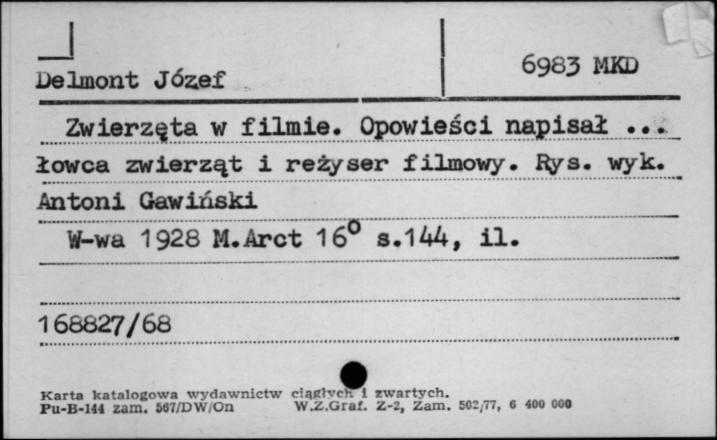 6983 MKD
Delmont Józef
Zwierzęta w filmie. Opowieści napisał ...
łowca zwierząt i reżyser filmowy. Rys. wyk.
Antoni Gawiński
W-wa 1928 M.Arct 16° s.144, il.
168827/68
Karta katalogowa wydawnictw ciągłych i zwartych.
Pu-B-144 zam. 567/DW/On W.Z.Graf. Z-2, Zam. 502/77, 6 400 000